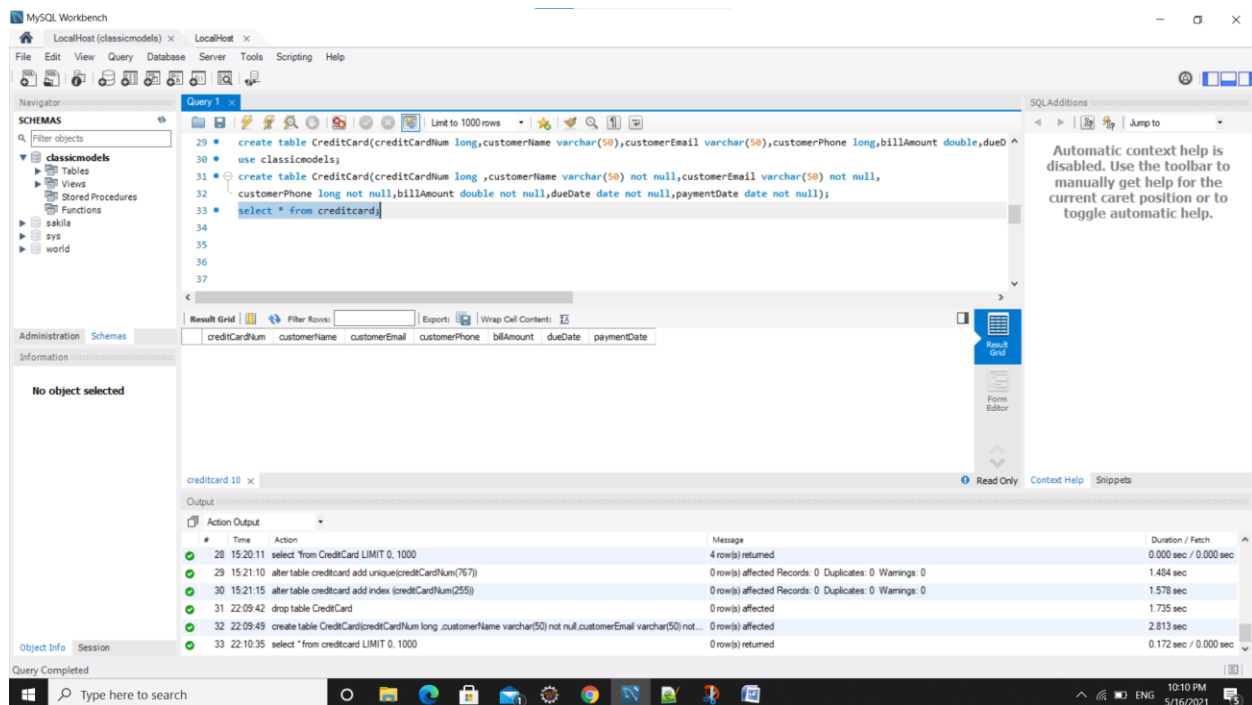 MySQL Workbench
LocalHost (classicmodels) × LocalHost ×
File Edit View Query Database Server Tools Scripting Help
Navigator Query 1 × SQLAdditions
SCHEMAS Limit to 1000 rows Jump to
Filter objects
classicmodels
Tables
Views
Stored Procedures
Functions
sakila
sys
world
29 create table CreditCard(creditCardNum long,customerName varchar(50),customerEmail varchar(50),customerPhone long,billAmount double,dueD
30 use classicmodels;
31 create table CreditCard(creditCardNum long ,customerName varchar(50) not null,customerEmail varchar(50) not null,
32 customerPhone long not null,billAmount double not null,dueDate date not null,paymentDate date not null);
33 select * from creditcard;
34
35
36
37
Automatic context help is
disabled. Use the toolbar to
manually get help for the
current caret position or to
toggle automatic help.
Result Grid Filter Rows: Export: Wrap Cell Content:
creditCardNum customerName customerEmail customerPhone billAmount dueDate paymentDate
Result
Grid
Form
Editor
Administration Schemas
Information
No object selected
creditcard 10 × Read Only Context Help Snippets
Output
Action Output
# Time Action Message Duration / Fetch
28 15:20:11 select *from CreditCard LIMIT 0, 1000 4 row(s) returned 0.000 sec / 0.000 sec
29 15:21:10 alter table creditcard add unique(creditCardNum(767)) 0 row(s) affected Records: 0 Duplicates: 0 Warnings: 0 1.484 sec
30 15:21:15 alter table creditcard add index (creditCardNum(255)) 0 row(s) affected Records: 0 Duplicates: 0 Warnings: 0 1.578 sec
31 22:09:42 drop table CreditCard 0 row(s) affected 1.735 sec
32 22:09:49 create table CreditCard(creditCardNum long ,customerName varchar(50) not null,customerEmail varchar(50) not... 0 row(s) affected 2.813 sec
33 22:10:35 select * from creditcard LIMIT 0, 1000 0 row(s) returned 0.172 sec / 0.000 sec
Object Info Session
Query Completed
Type here to search ENG 10:10 PM
5/16/2021